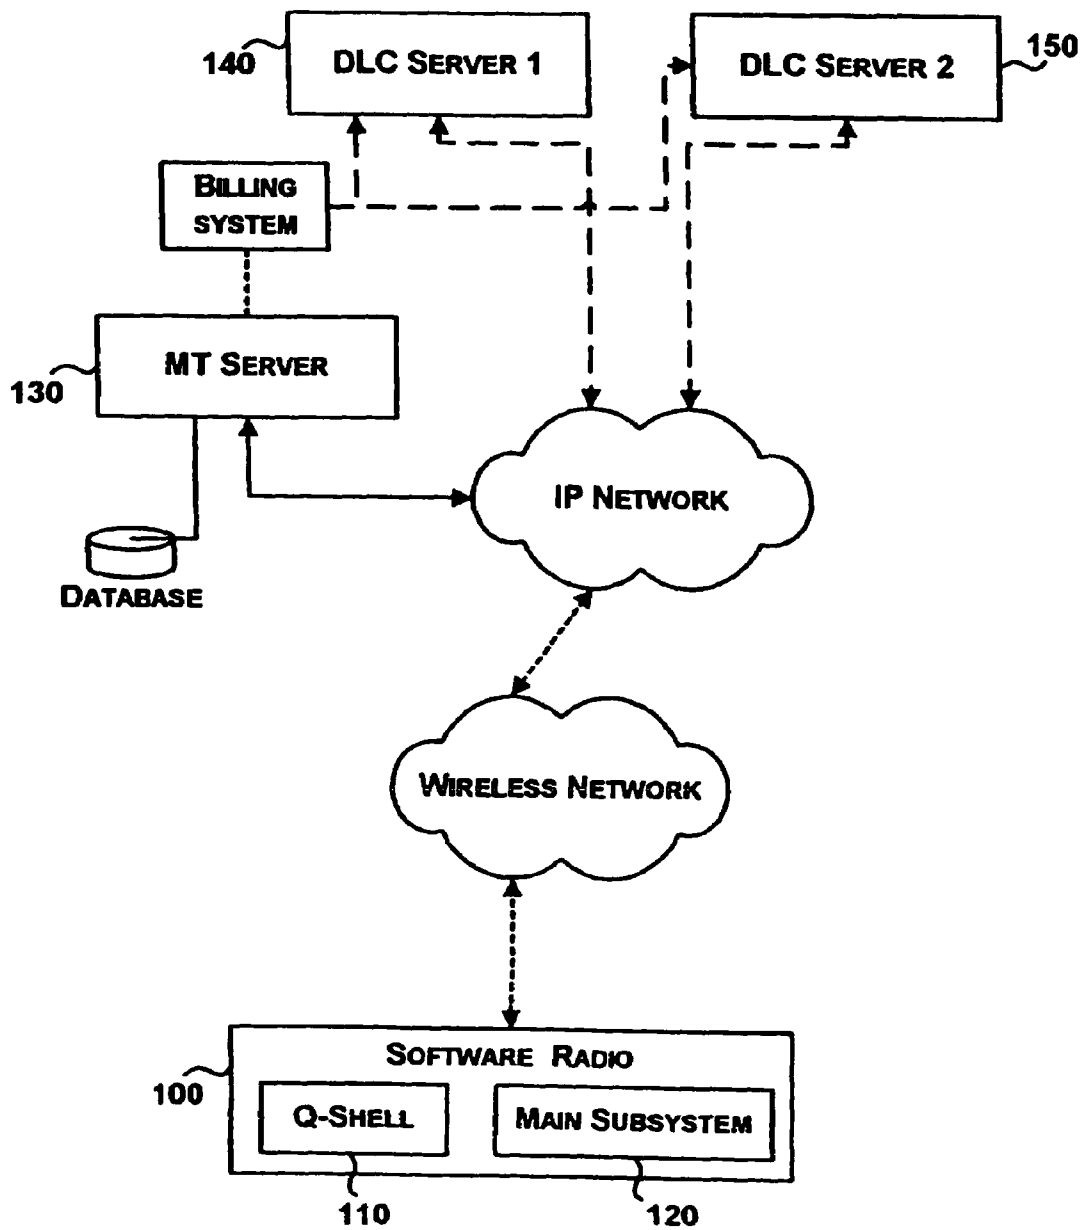 140
DLC SERVER 1
DLC SERVER 2
150
BILLING
SYSTEM
MT SERVER
130
IP NETWORK
DATABASE
WIRELESS NETWORK
SOFTWARE RADIO
100
Q-SHELL
MAIN SUBSYSTEM
110
120